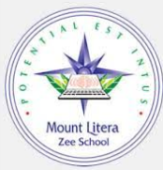 POTENTIAL EST INTUS
Mount Litera
Zee School